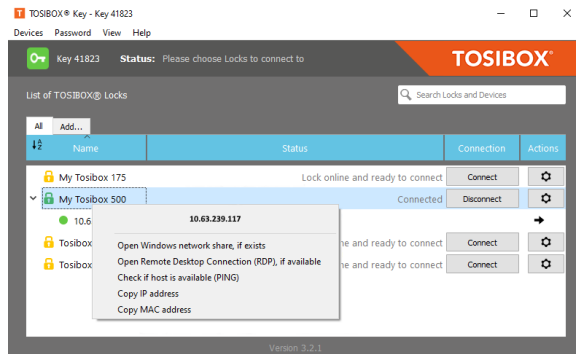 TOSIBOX® Key - Key 41823
Devices Password View Help
Key 41823 Status: Please choose Locks to connect to
TOSIBOX®
List of TOSIBOX® Locks
Search Locks and Devices
All Add...
Name Status Connection Actions
My Tosibox 175 Lock online and ready to connect Connect
My Tosibox 500 Connected Disconnect
10.6
10.63.239.117
Tosibox ne and ready to connect Connect
Open Windows network share, if exists
Open Remote Desktop Connection (RDP), if available
Tosibox ne and ready to connect Connect
Check if host is available (PING)
Copy IP address
Copy MAC address
Version 3.2.1